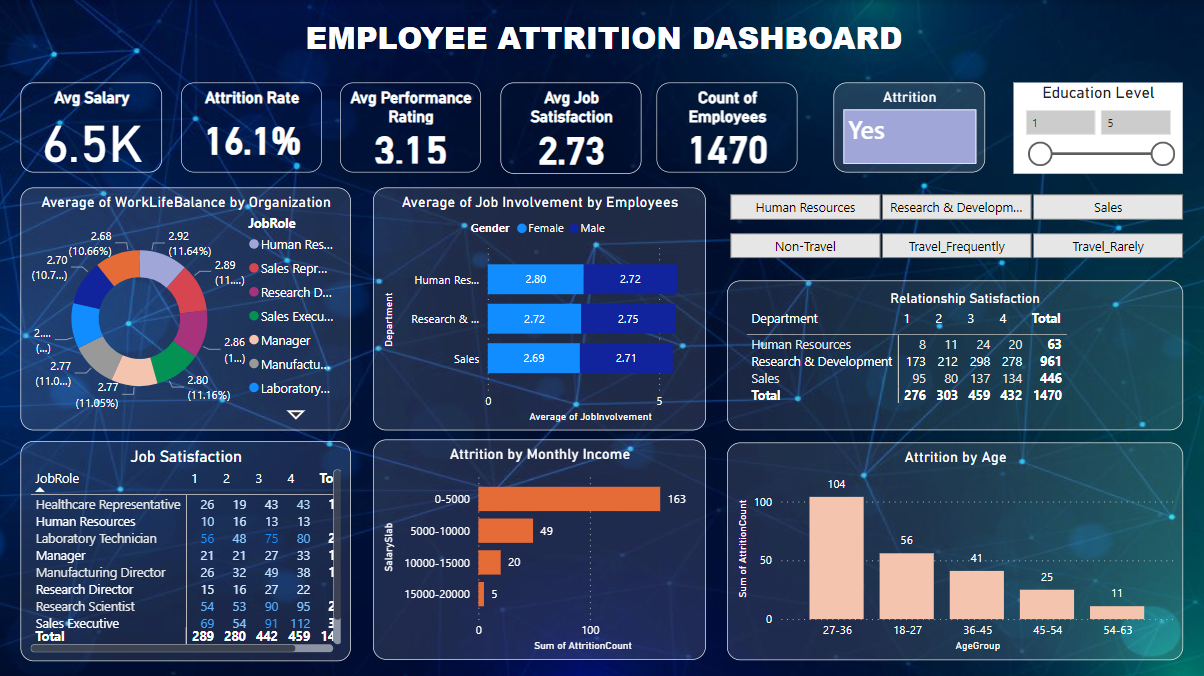 EMPLOYEE ATTRITION DASHBOARD
Avg Salary
6.5K
Attrition Rate
16.1%
Avg Performance
Rating
3.15
Avg Job
Satisfaction
2.73
Count of
Employees
1470
Attrition
Yes
Education Level
1
5
Average of WorkLifeBalance by Organization
JobRole
Human Res...
Sales Repr...
Research D...
Sales Execu...
Manager
Manufactu...
Laboratory...
2.92
(11.64%)
2.89
(11....)
2.86
(1...)
2.80
(11.16%)
2.77
(11.05%)
2.77
(11.0...)
2....
(...)
2.70
(10.7...)
2.68
(10.66%)
Average of Job Involvement by Employees
Gender Female Male
Department
Human Res... 2.80 2.72
Research & ... 2.72 2.75
Sales 2.69 2.71
0 5
Average of JobInvolvement
Human Resources Research & Developm... Sales
Non-Travel Travel_Frequently Travel_Rarely
Relationship Satisfaction
Department 1 2 3 4 Total
Human Resources 8 11 24 20 63
Research & Development 173 212 298 278 961
Sales 95 80 137 134 446
Total 276 303 459 432 1470
Job Satisfaction
JobRole 1 2 3 4 To
Healthcare Representative 26 19 43 43 1
Human Resources 10 16 13 13
Laboratory Technician 56 48 75 80 2
Manager 21 21 27 33 1
Manufacturing Director 26 32 49 38 1
Research Director 15 16 27 22
Research Scientist 54 53 90 95 2
Sales Executive 69 54 91 112 3
Total 289 280 442 459 14
Attrition by Monthly Income
SalarySlab
0-5000 163
5000-10000 49
10000-15000 20
15000-20000 5
0 100
Sum of AttritionCount
Attrition by Age
Sum of AttritionCount
100
50
0
104
56
41
25
11
27-36 18-27 36-45 45-54 54-63
AgeGroup